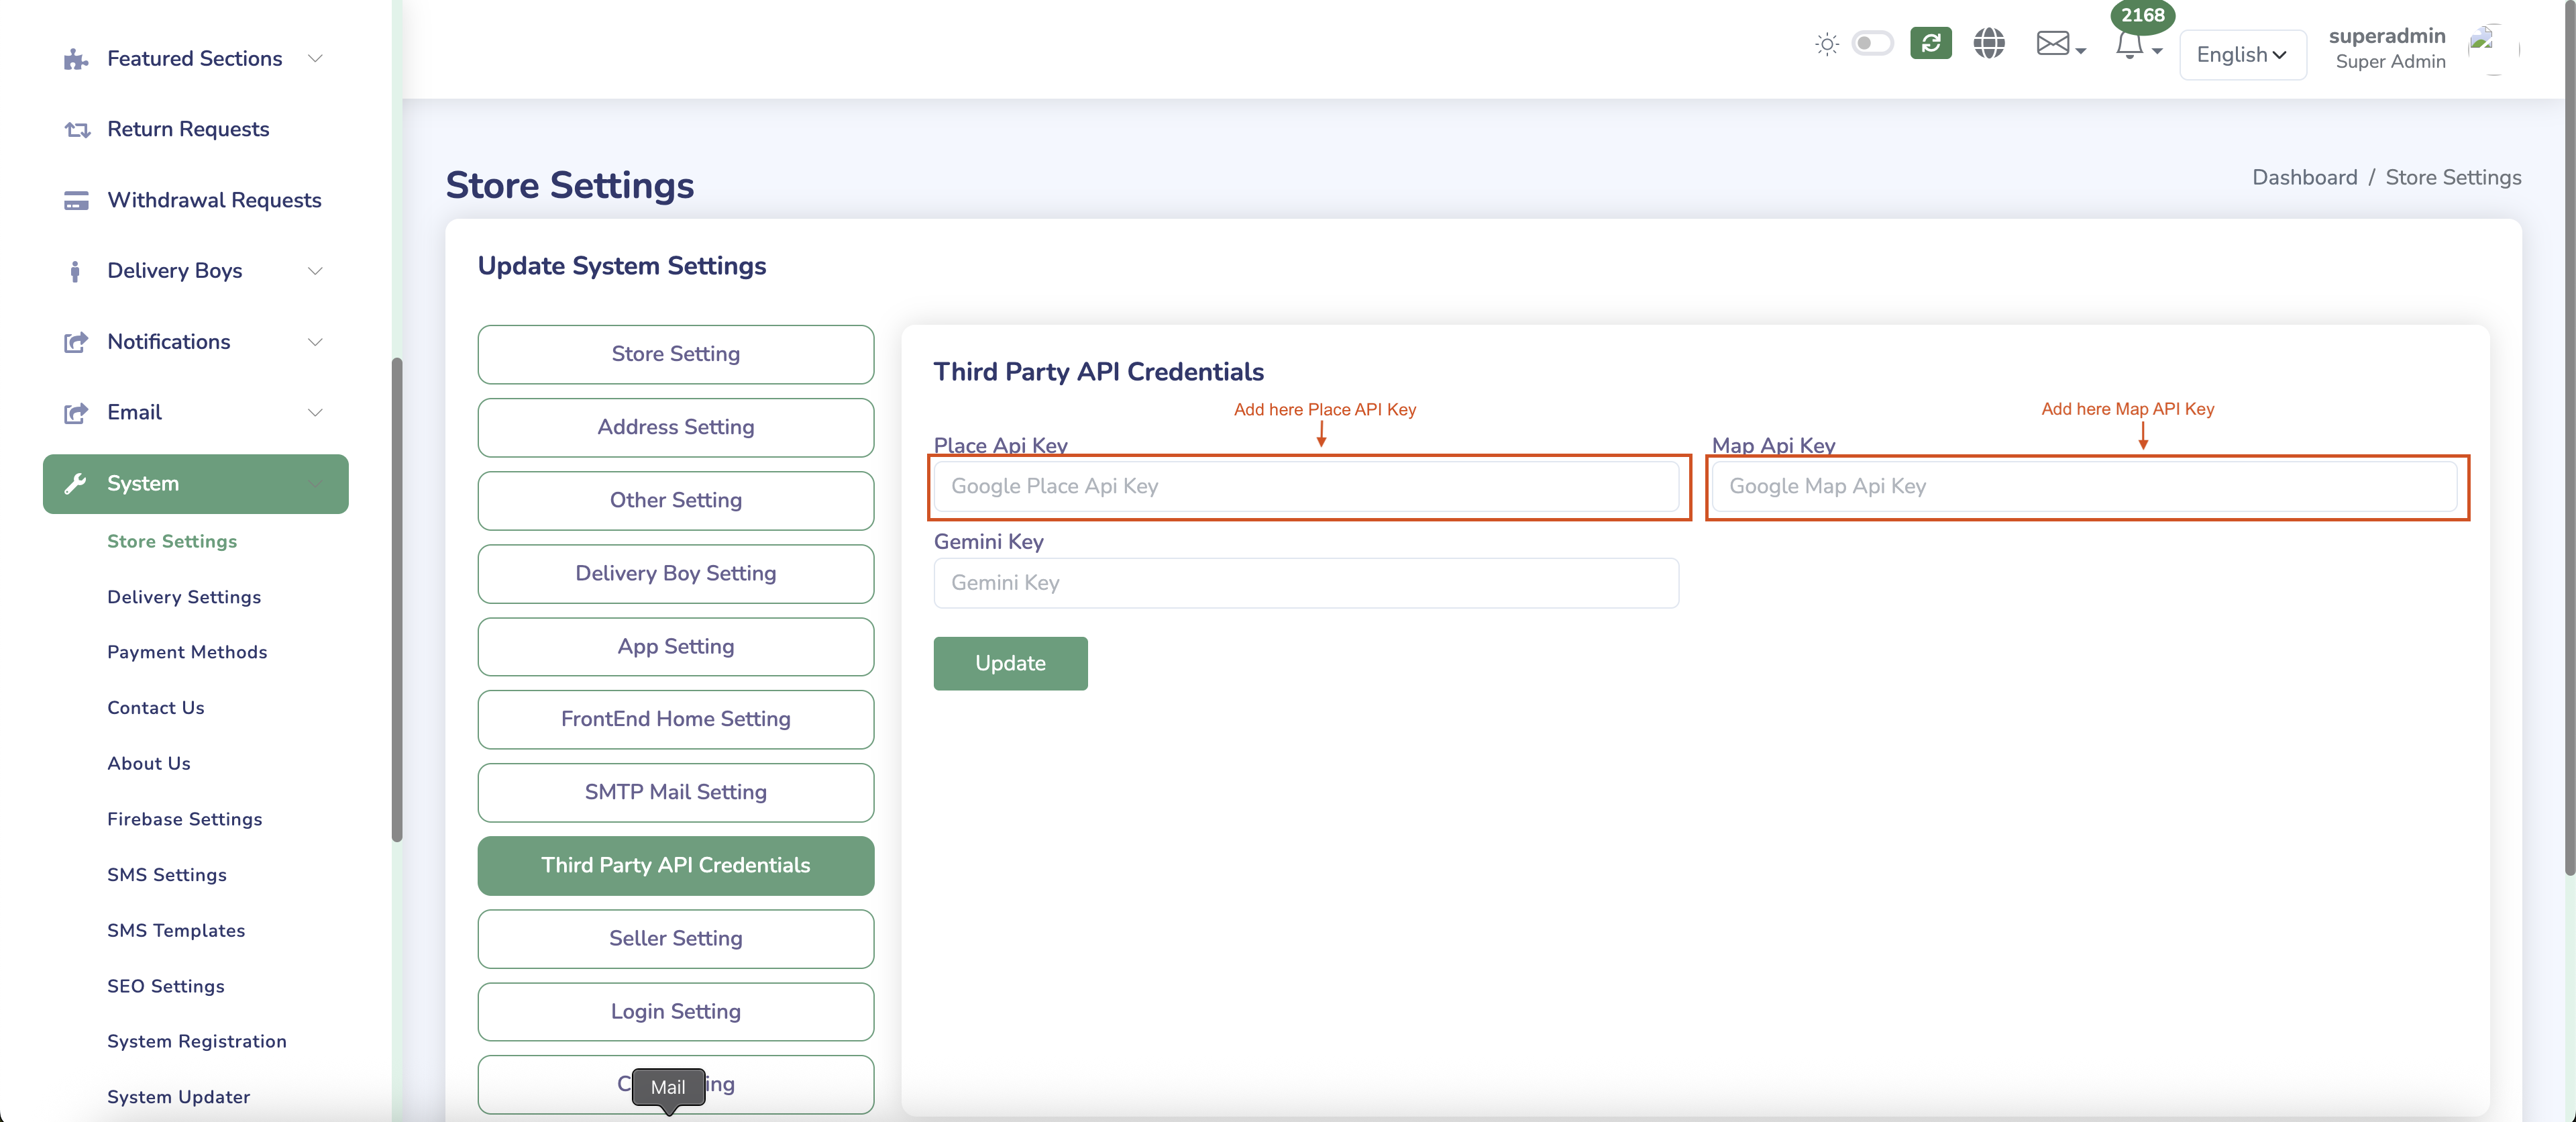 Featured Sections
Return Requests
Withdrawal Requests
Delivery Boys
Notifications
Email
System
Store Settings
Delivery Settings
Payment Methods
Contact Us
About Us
Firebase Settings
SMS Settings
SMS Templates
SEO Settings
System Registration
System Updater
2168
English
superadmin
Super Admin
Store Settings
Dashboard / Store Settings
Update System Settings
Store Setting
Address Setting
Other Setting
Delivery Boy Setting
App Setting
FrontEnd Home Setting
SMTP Mail Setting
Third Party API Credentials
Seller Setting
Login Setting
Mail
Third Party API Credentials
Add here Place API Key
Add here Map API Key
Place Api Key
Map Api Key
Google Place Api Key
Google Map Api Key
Gemini Key
Gemini Key
Update